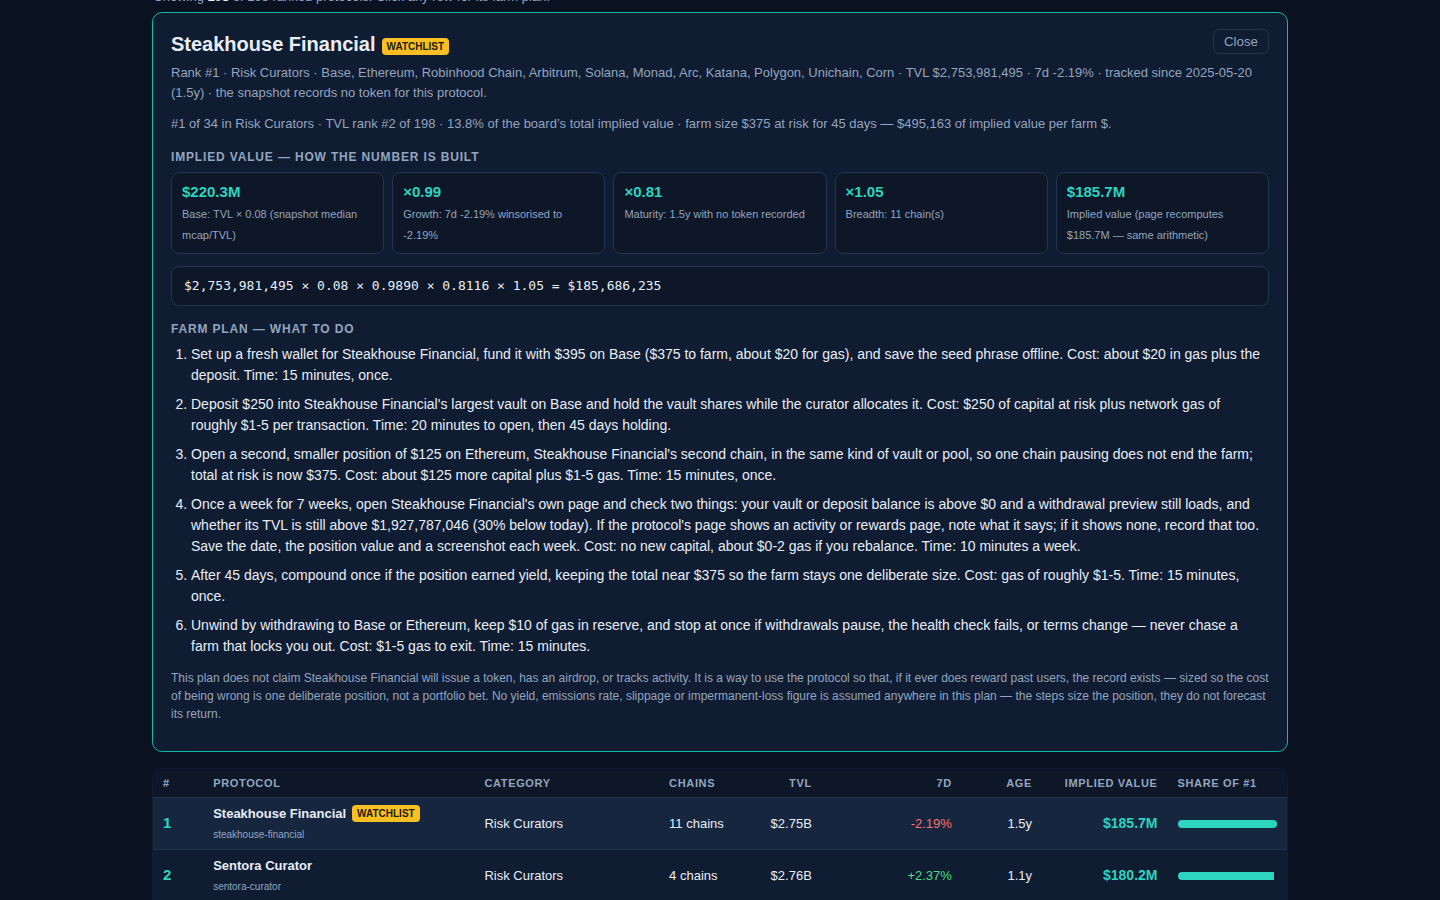 Steakhouse Financial WATCHLIST
Close
Rank #1 · Risk Curators · Base, Ethereum, Robinhood Chain, Arbitrum, Solana, Monad, Arc, Katana, Polygon, Unichain, Corn · TVL $2,753,981,495 · 7d -2.19% · tracked since 2025-05-20
(1.5y) · the snapshot records no token for this protocol.
#1 of 34 in Risk Curators · TVL rank #2 of 198 · 13.8% of the board's total implied value · farm size $375 at risk for 45 days — $495,163 of implied value per farm $.
IMPLIED VALUE — HOW THE NUMBER IS BUILT
$220.3M
Base: TVL × 0.08 (snapshot median
mcap/TVL)
×0.99
Growth: 7d -2.19% winsorised to
-2.19%
×0.81
Maturity: 1.5y with no token recorded
×1.05
Breadth: 11 chain(s)
$185.7M
Implied value (page recomputes
$185.7M — same arithmetic)
$2,753,981,495 × 0.08 × 0.9890 × 0.8116 × 1.05 = $185,686,235
FARM PLAN — WHAT TO DO
1. Set up a fresh wallet for Steakhouse Financial, fund it with $395 on Base ($375 to farm, about $20 for gas), and save the seed phrase offline. Cost: about $20 in gas plus the
deposit. Time: 15 minutes, once.
2. Deposit $250 into Steakhouse Financial's largest vault on Base and hold the vault shares while the curator allocates it. Cost: $250 of capital at risk plus network gas of
roughly $1-5 per transaction. Time: 20 minutes to open, then 45 days holding.
3. Open a second, smaller position of $125 on Ethereum, Steakhouse Financial's second chain, in the same kind of vault or pool, so one chain pausing does not end the farm;
total at risk is now $375. Cost: about $125 more capital plus $1-5 gas. Time: 15 minutes, once.
4. Once a week for 7 weeks, open Steakhouse Financial's own page and check two things: your vault or deposit balance is above $0 and a withdrawal preview still loads, and
whether its TVL is still above $1,927,787,046 (30% below today). If the protocol's page shows an activity or rewards page, note what it says; if it shows none, record that too.
Save the date, the position value and a screenshot each week. Cost: no new capital, about $0-2 gas if you rebalance. Time: 10 minutes a week.
5. After 45 days, compound once if the position earned yield, keeping the total near $375 so the farm stays one deliberate size. Cost: gas of roughly $1-5. Time: 15 minutes,
once.
6. Unwind by withdrawing to Base or Ethereum, keep $10 of gas in reserve, and stop at once if withdrawals pause, the health check fails, or terms change — never chase a
farm that locks you out. Cost: $1-5 gas to exit. Time: 15 minutes.
This plan does not claim Steakhouse Financial will issue a token, has an airdrop, or tracks activity. It is a way to use the protocol so that, if it ever does reward past users, the record exists — sized so the cost
of being wrong is one deliberate position, not a portfolio bet. No yield, emissions rate, slippage or impermanent-loss figure is assumed anywhere in this plan — the steps size the position, they do not forecast
its return.
# PROTOCOL CATEGORY CHAINS TVL 7D AGE IMPLIED VALUE SHARE OF #1
1 Steakhouse Financial WATCHLIST Risk Curators 11 chains $2.75B -2.19% 1.5y $185.7M
steakhouse-financial
2 Sentora Curator Risk Curators 4 chains $2.76B +2.37% 1.1y $180.2M
sentora-curator